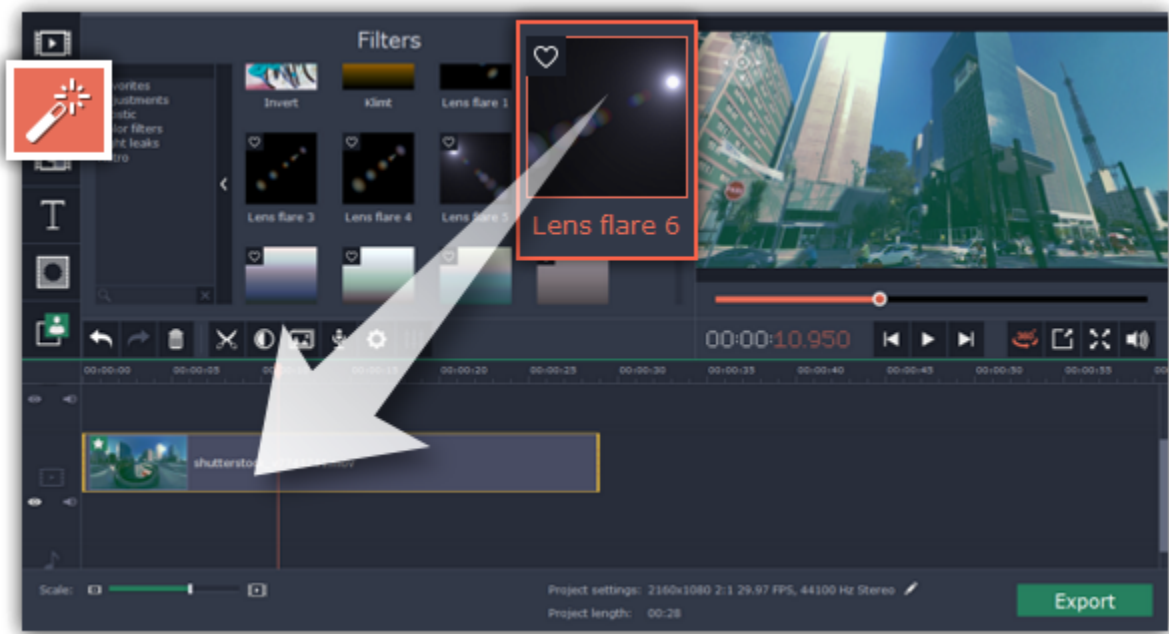 Filters
Invert
Klimt
Lens flare 1
Lens flare 3
Lens flare 4
Lens flare 5
Lens flare 6
T
00:00:10.950
00:00:00
00:00:05
00:00:20
00:00:25
00:00:30
00:00:35
00:00:40
00:00:45
00:00:50
00:00:55
Scale:
Project settings: 2160x1080 2:1 29.97 FPS, 44100 Hz Stereo
Project length: 00:28
Export